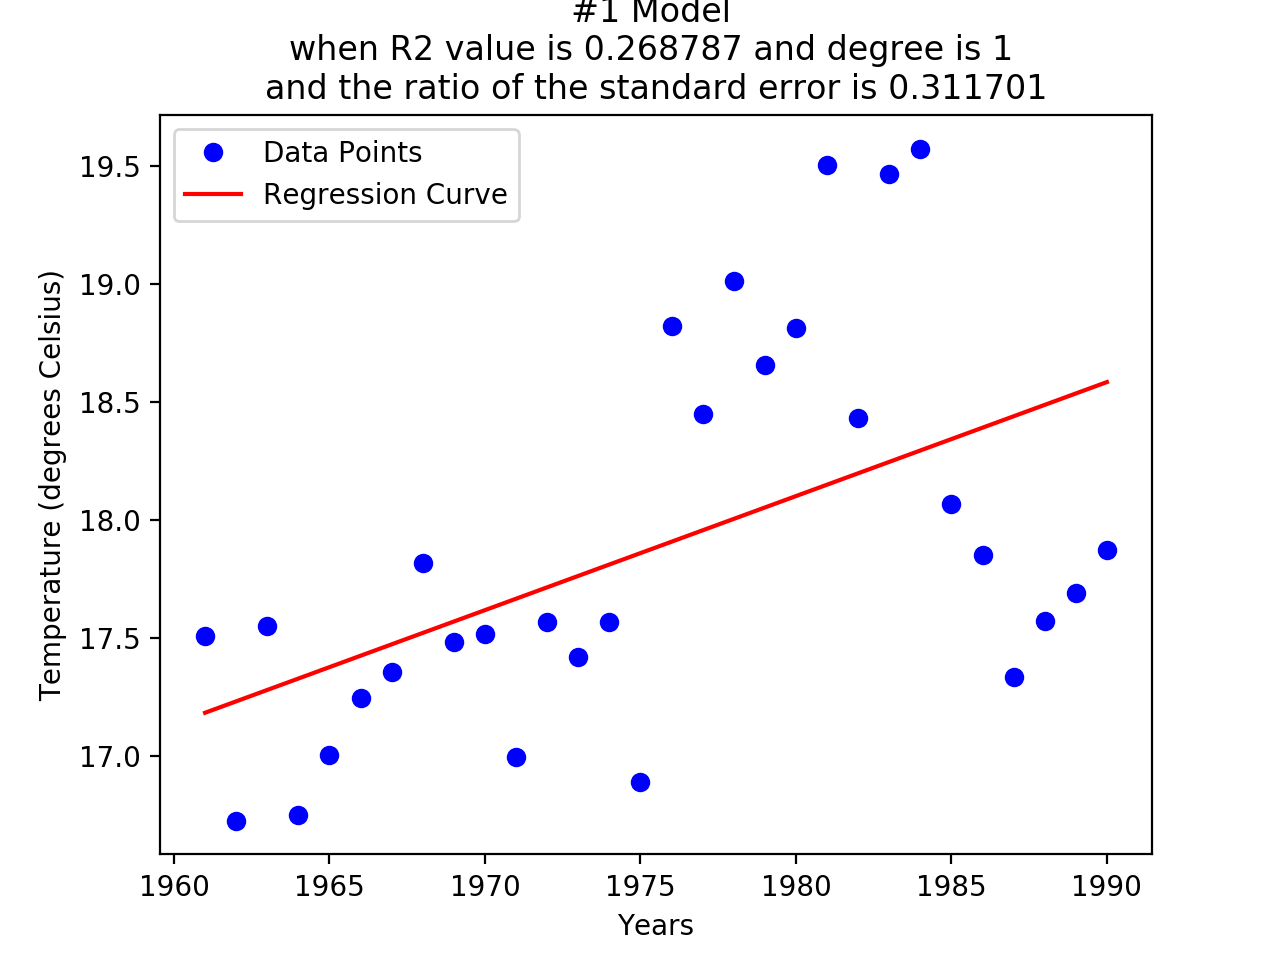 #1 Model
when R2 value is 0.268787 and degree is 1
and the ratio of the standard error is 0.311701
Data Points
Regression Curve
Temperature (degrees Celsius)
19.5
19.0
18.5
18.0
17.5
17.0
1960 1965 1970 1975 1980 1985 1990
Years